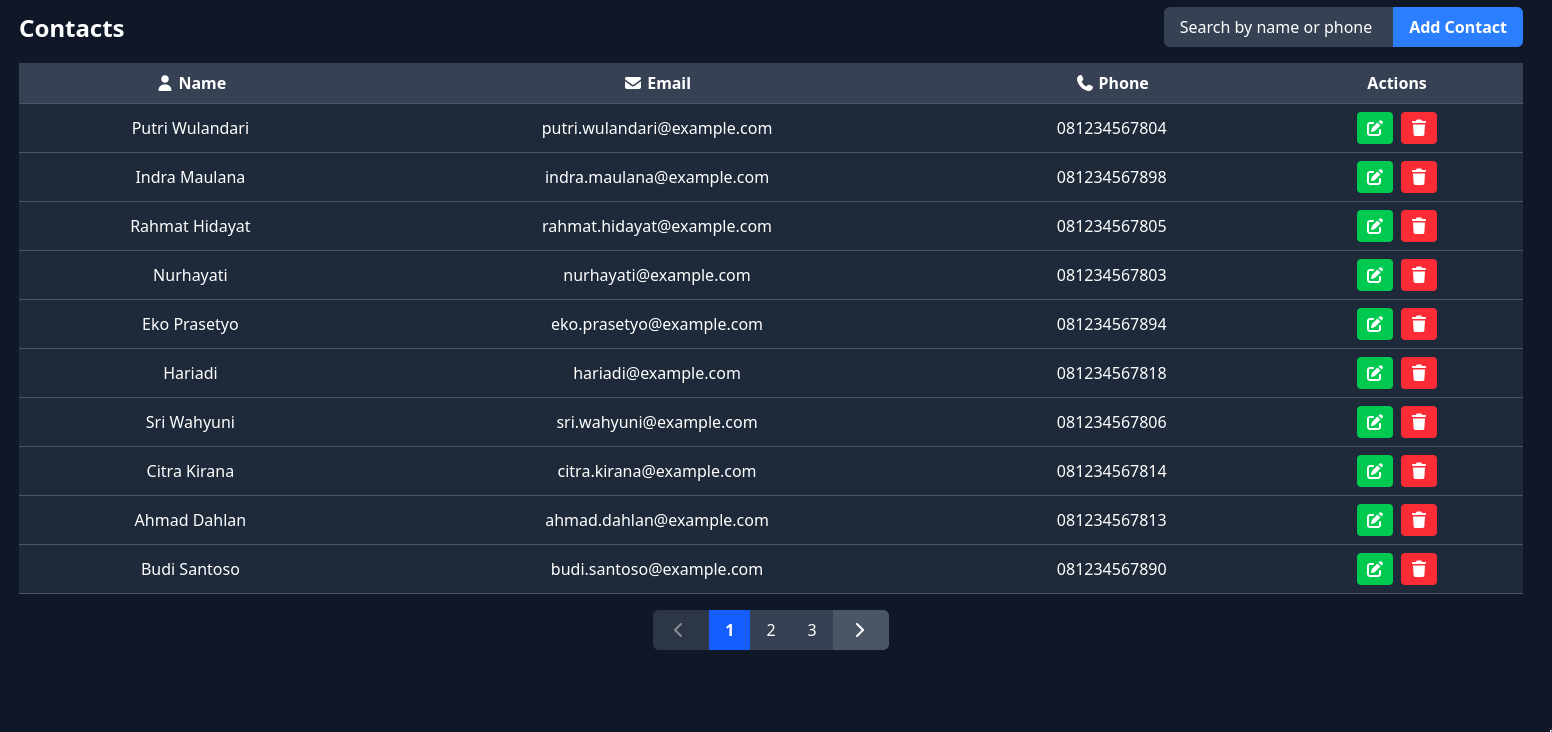 Contacts
Search by name or phone
Add Contact
Name Email Phone Actions
Putri Wulandari putri.wulandari@example.com 081234567804
Indra Maulana indra.maulana@example.com 081234567898
Rahmat Hidayat rahmat.hidayat@example.com 081234567805
Nurhayati nurhayati@example.com 081234567803
Eko Prasetyo eko.prasetyo@example.com 081234567894
Hariadi hariadi@example.com 081234567818
Sri Wahyuni sri.wahyuni@example.com 081234567806
Citra Kirana citra.kirana@example.com 081234567814
Ahmad Dahlan ahmad.dahlan@example.com 081234567813
Budi Santoso budi.santoso@example.com 081234567890
1 2 3